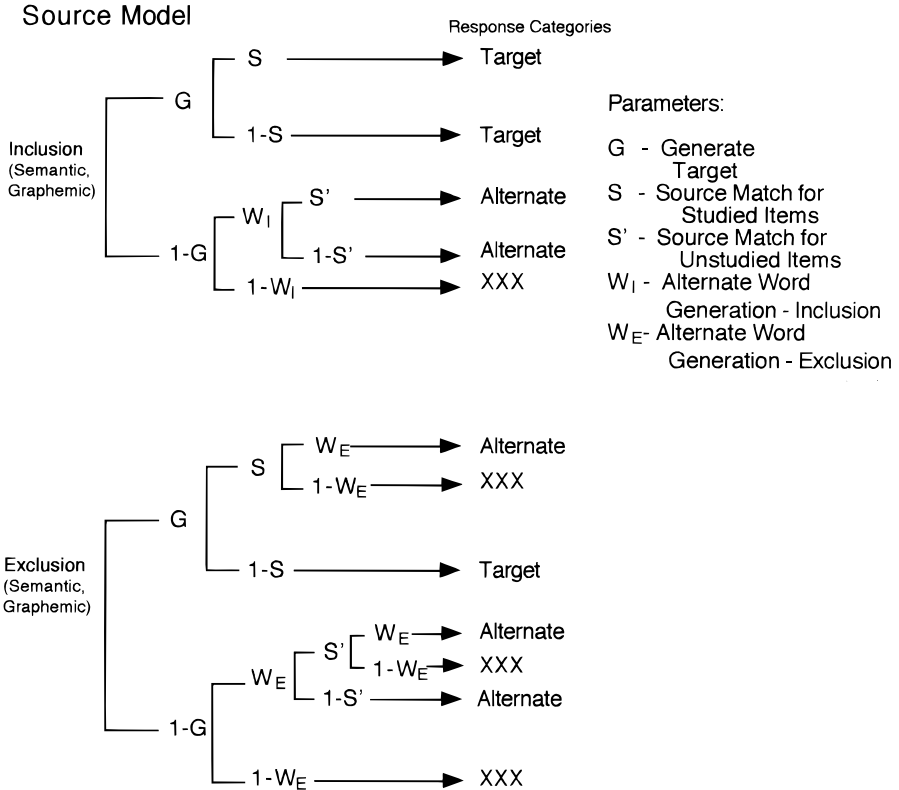 Source Model
Response Categories
S Target
G
1-S Target
Inclusion
(Semantic,
Graphemic)
S' Alternate
W_I
1-S' Alternate
1-G
1-W_I XXX
Parameters:
G - Generate
Target
S - Source Match for
Studied Items
S' - Source Match for
Unstudied Items
W_I - Alternate Word
Generation - Inclusion
W_E- Alternate Word
Generation - Exclusion
W_E Alternate
S
1-W_E XXX
G
1-S Target
Exclusion
(Semantic,
Graphemic)
W_E Alternate
S'
1-W_E XXX
W_E
1-S' Alternate
1-G
1-W_E XXX